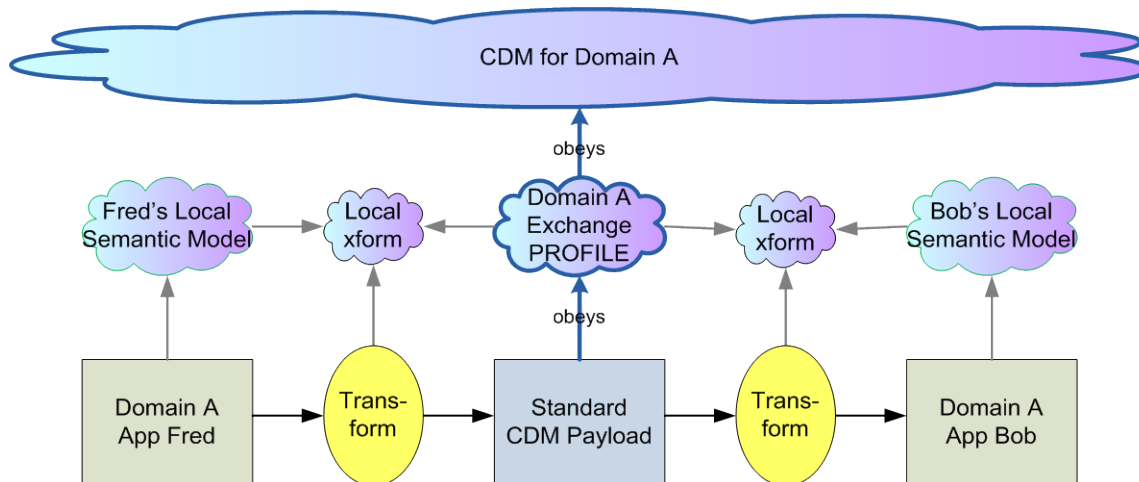 CDM for Domain A
obeys
Fred's Local
Semantic Model
Local
xform
Domain A
Exchange
PROFILE
Local
xform
Bob's Local
Semantic Model
obeys
Domain A
App Fred
Trans-
form
Standard
CDM Payload
Trans-
form
Domain A
App Bob